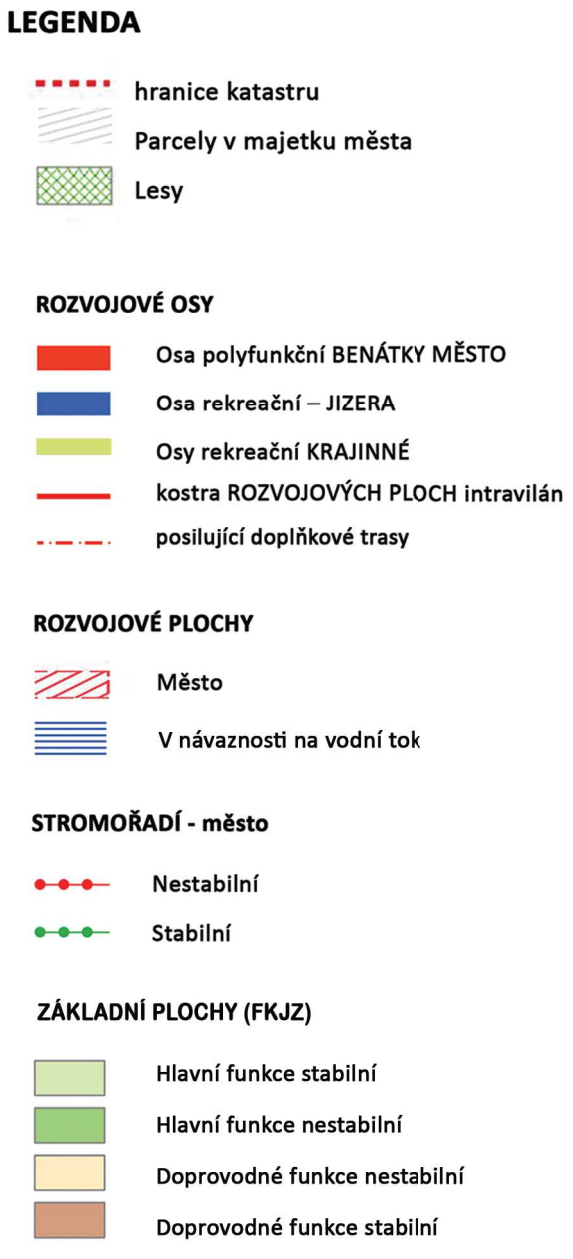 LEGENDA
hranice katastru
Parcely v majetku města
Lesy
ROZVOJOVÉ OSY
Osa polyfunkční BENÁTKY MĚSTO
Osa rekreační – JIZERA
Osy rekreační KRAJINNÉ
kostra ROZVOJOVÝCH PLOCH intravilán
posilující doplňkové trasy
ROZVOJOVÉ PLOCHY
Město
V návaznosti na vodní tok
STROMOŘADÍ - město
Nestabilní
Stabilní
ZÁKLADNÍ PLOCHY (FKJZ)
Hlavní funkce stabilní
Hlavní funkce nestabilní
Doprovodné funkce nestabilní
Doprovodné funkce stabilní